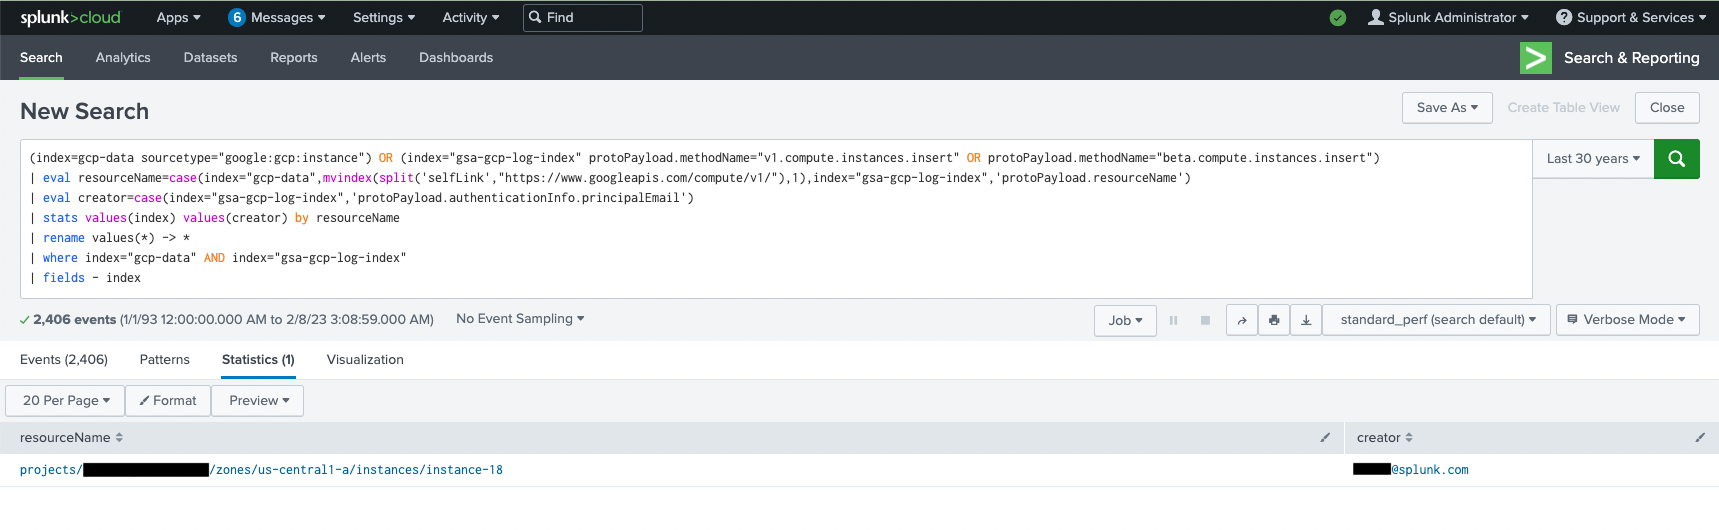 splunk>cloud Apps 6 Messages Settings Activity Find Splunk Administrator ? Support & Services
Search Analytics Datasets Reports Alerts Dashboards > Search & Reporting
New Search Save As Create Table View Close
(index=gcp-data sourcetype="google:gcp:instance") OR (index="gsa-gcp-log-index" protoPayload.methodName="v1.compute.instances.insert" OR protoPayload.methodName="beta.compute.instances.insert") Last 30 years
| eval resourceName=case(index="gcp-data",mvindex(split('selfLink',"https://www.googleapis.com/compute/v1/"),1),index="gsa-gcp-log-index",'protoPayload.resourceName')
| eval creator=case(index="gsa-gcp-log-index",'protoPayload.authenticationInfo.principalEmail')
| stats values(index) values(creator) by resourceName
| rename values(*) -> *
| where index="gcp-data" AND index="gsa-gcp-log-index"
| fields - index
✓ 2,406 events (1/1/93 12:00:00.000 AM to 2/8/23 3:08:59.000 AM) No Event Sampling Job standard_perf (search default) Verbose Mode
Events (2,406) Patterns Statistics (1) Visualization
20 Per Page Format Preview
resourceName creator
projects/ /zones/us-central1-a/instances/instance-18 @splunk.com